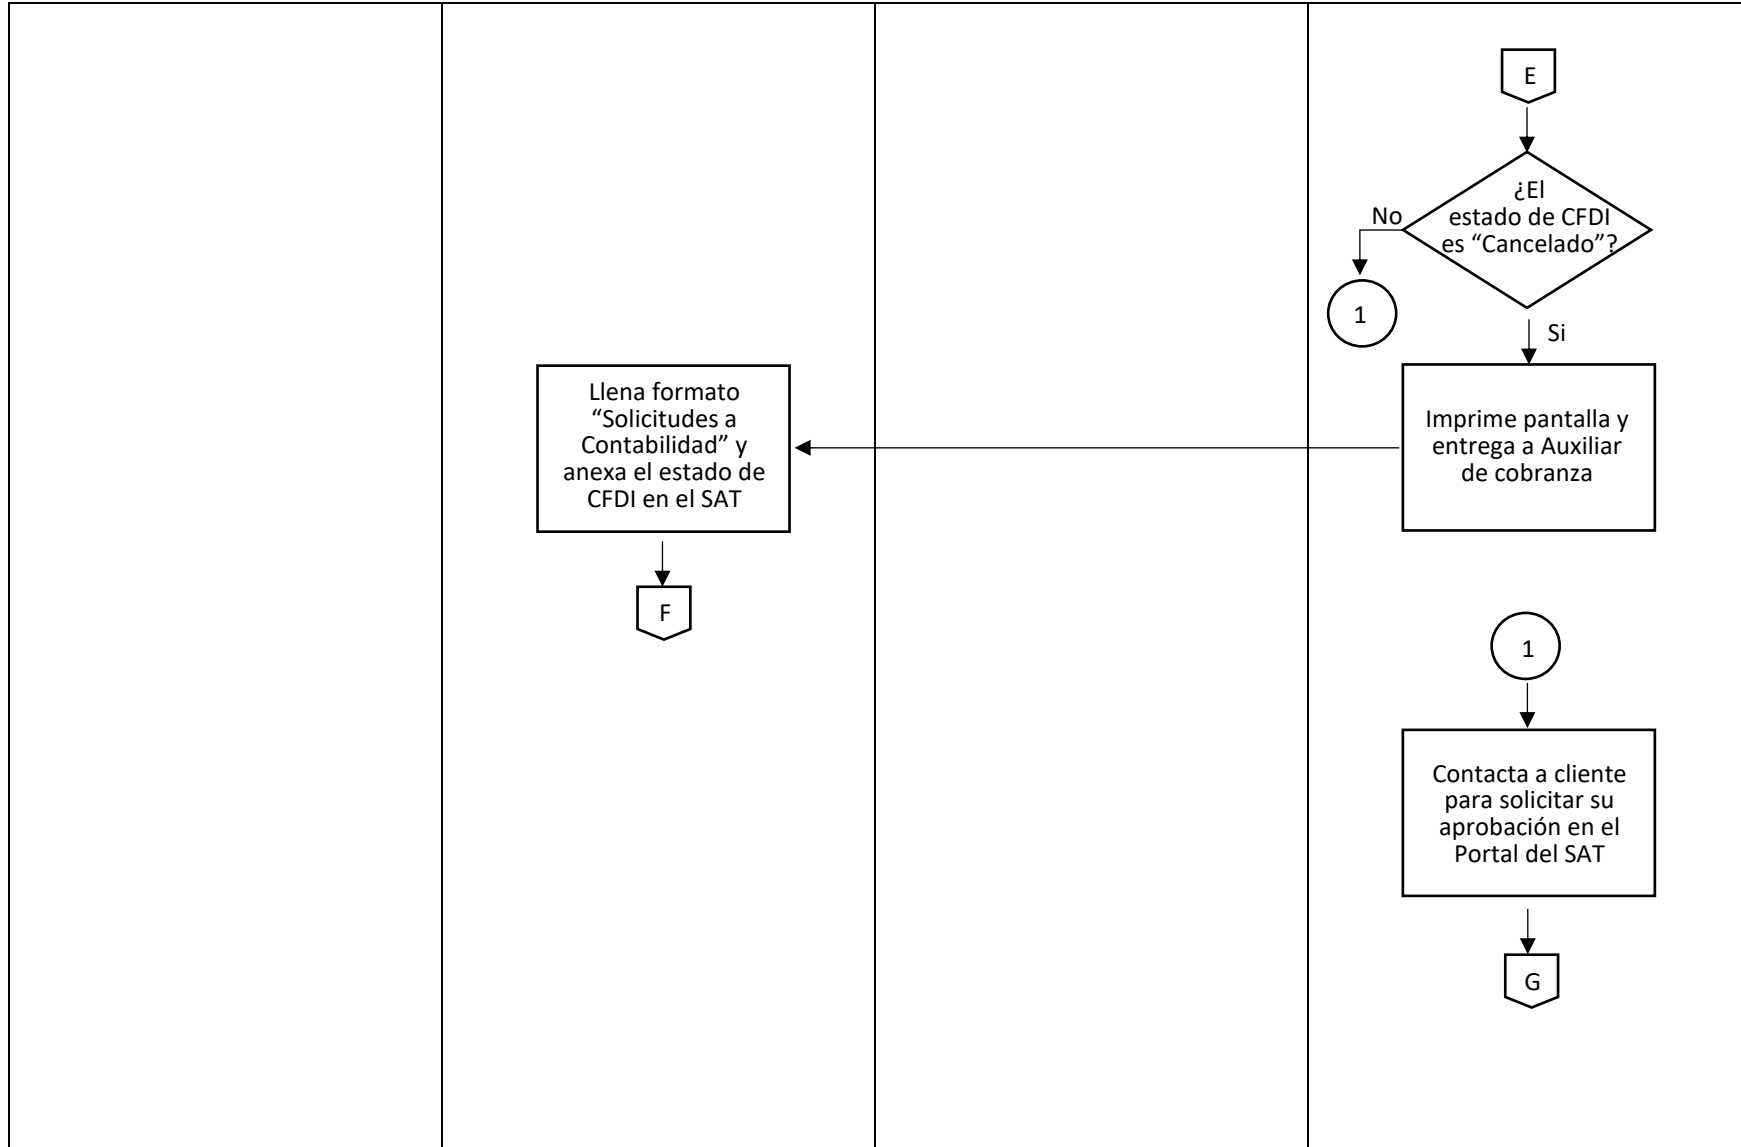 E
¿El
estado de CFDI
es “Cancelado”?
No
1
Si
Imprime pantalla y
entrega a Auxiliar
de cobranza
Llena formato
“Solicitudes a
Contabilidad” y
anexa el estado de
CFDI en el SAT
F
1
Contacta a cliente
para solicitar su
aprobación en el
Portal del SAT
G